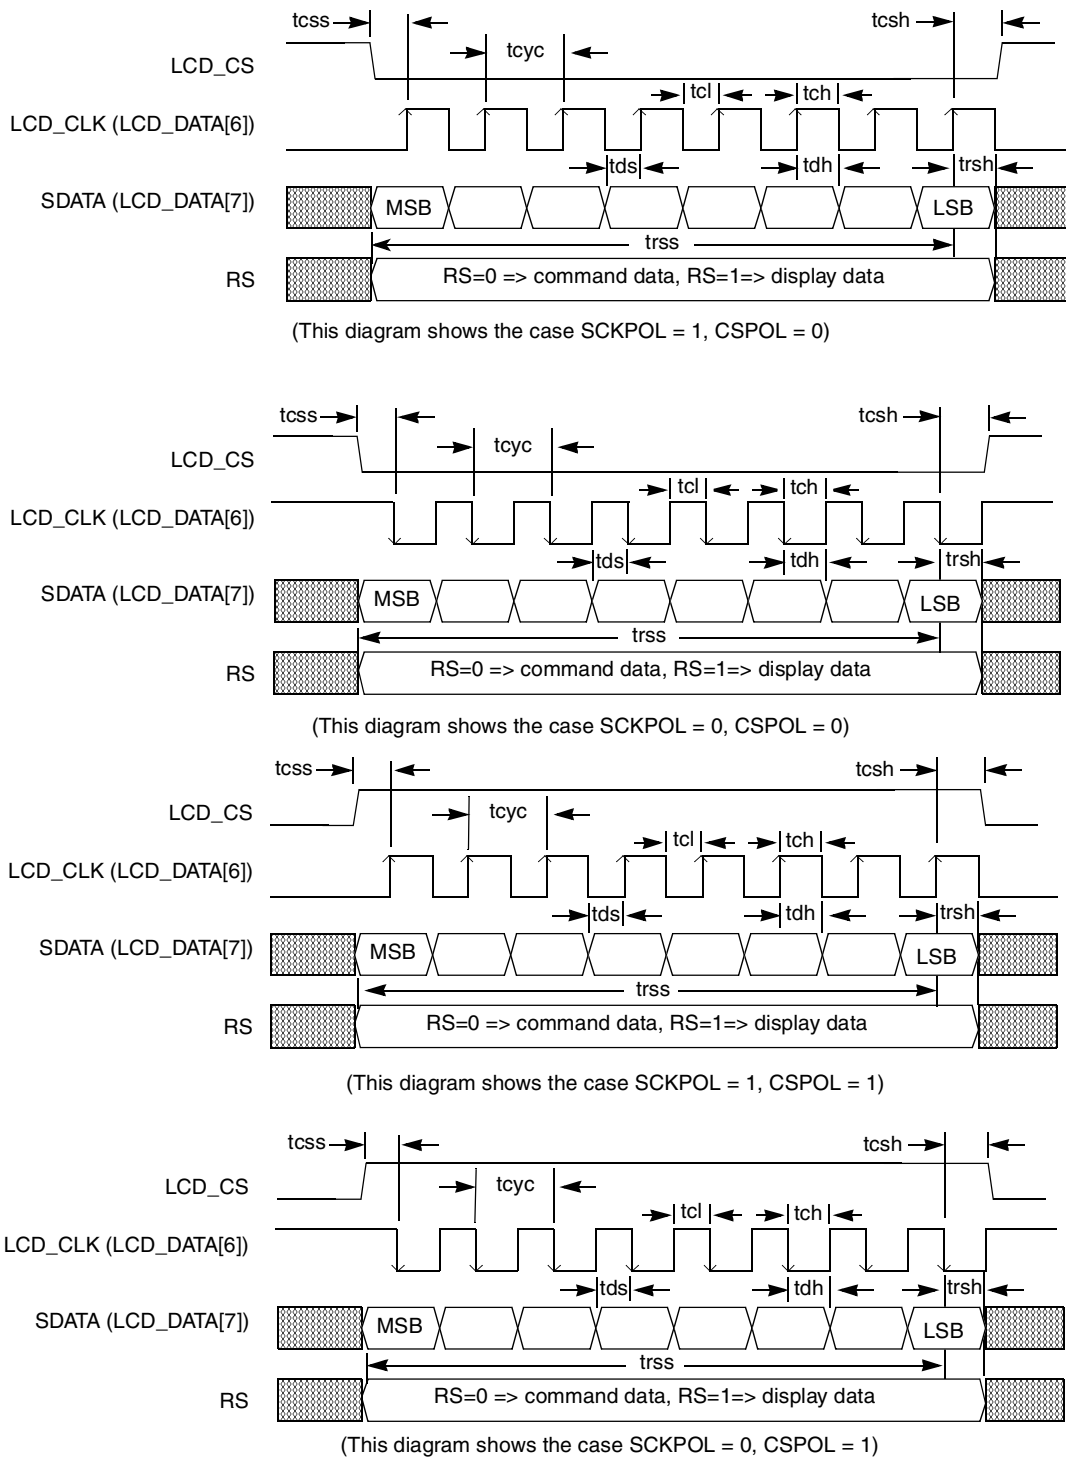 tcss tcsh
tcyc
LCD_CS
tcl tch
LCD_CLK (LCD_DATA[6])
tds tdh trsh
SDATA (LCD_DATA[7])
MSB LSB
trss
RS
RS=0 => command data, RS=1=> display data
(This diagram shows the case SCKPOL = 1, CSPOL = 0)
tcss tcsh
tcyc
LCD_CS
tcl tch
LCD_CLK (LCD_DATA[6])
tds tdh trsh
SDATA (LCD_DATA[7])
MSB LSB
trss
RS
RS=0 => command data, RS=1=> display data
(This diagram shows the case SCKPOL = 0, CSPOL = 0)
tcss tcsh
tcyc
LCD_CS
tcl tch
LCD_CLK (LCD_DATA[6])
tds tdh trsh
SDATA (LCD_DATA[7])
MSB LSB
trss
RS
RS=0 => command data, RS=1=> display data
(This diagram shows the case SCKPOL = 1, CSPOL = 1)
tcss tcsh
tcyc
LCD_CS
tcl tch
LCD_CLK (LCD_DATA[6])
tds tdh trsh
SDATA (LCD_DATA[7])
MSB LSB
trss
RS
RS=0 => command data, RS=1=> display data
(This diagram shows the case SCKPOL = 0, CSPOL = 1)